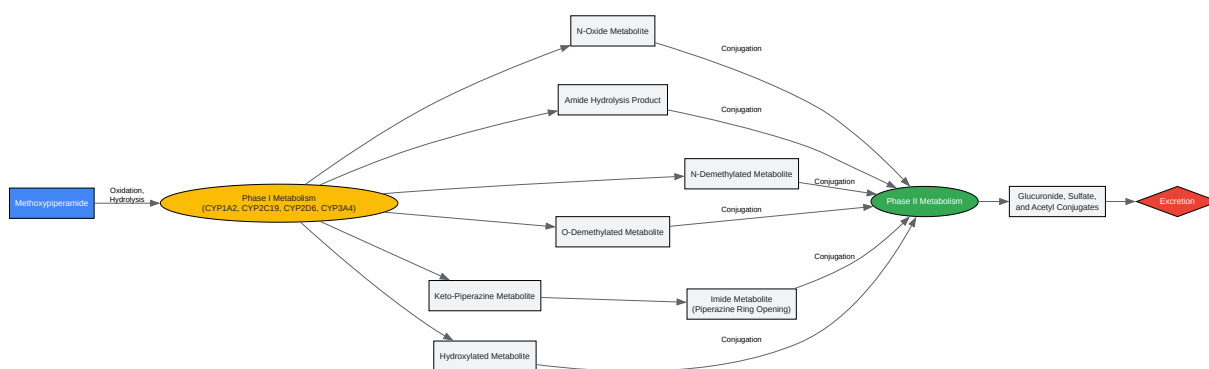 N-Oxide Metabolite
Conjugation
Amide Hydrolysis Product
Conjugation
N-Demethylated Metabolite
Conjugation
Methoxypiperamide
Oxidation,
Hydrolysis
Phase I Metabolism
(CYP1A2, CYP2C19, CYP2D6, CYP3A4)
Phase II Metabolism
Glucuronide, Sulfate,
and Acetyl Conjugates
Excretion
O-Demethylated Metabolite
Conjugation
Conjugation
Keto-Piperazine Metabolite
Imide Metabolite
(Piperazine Ring Opening)
Conjugation
Hydroxylated Metabolite